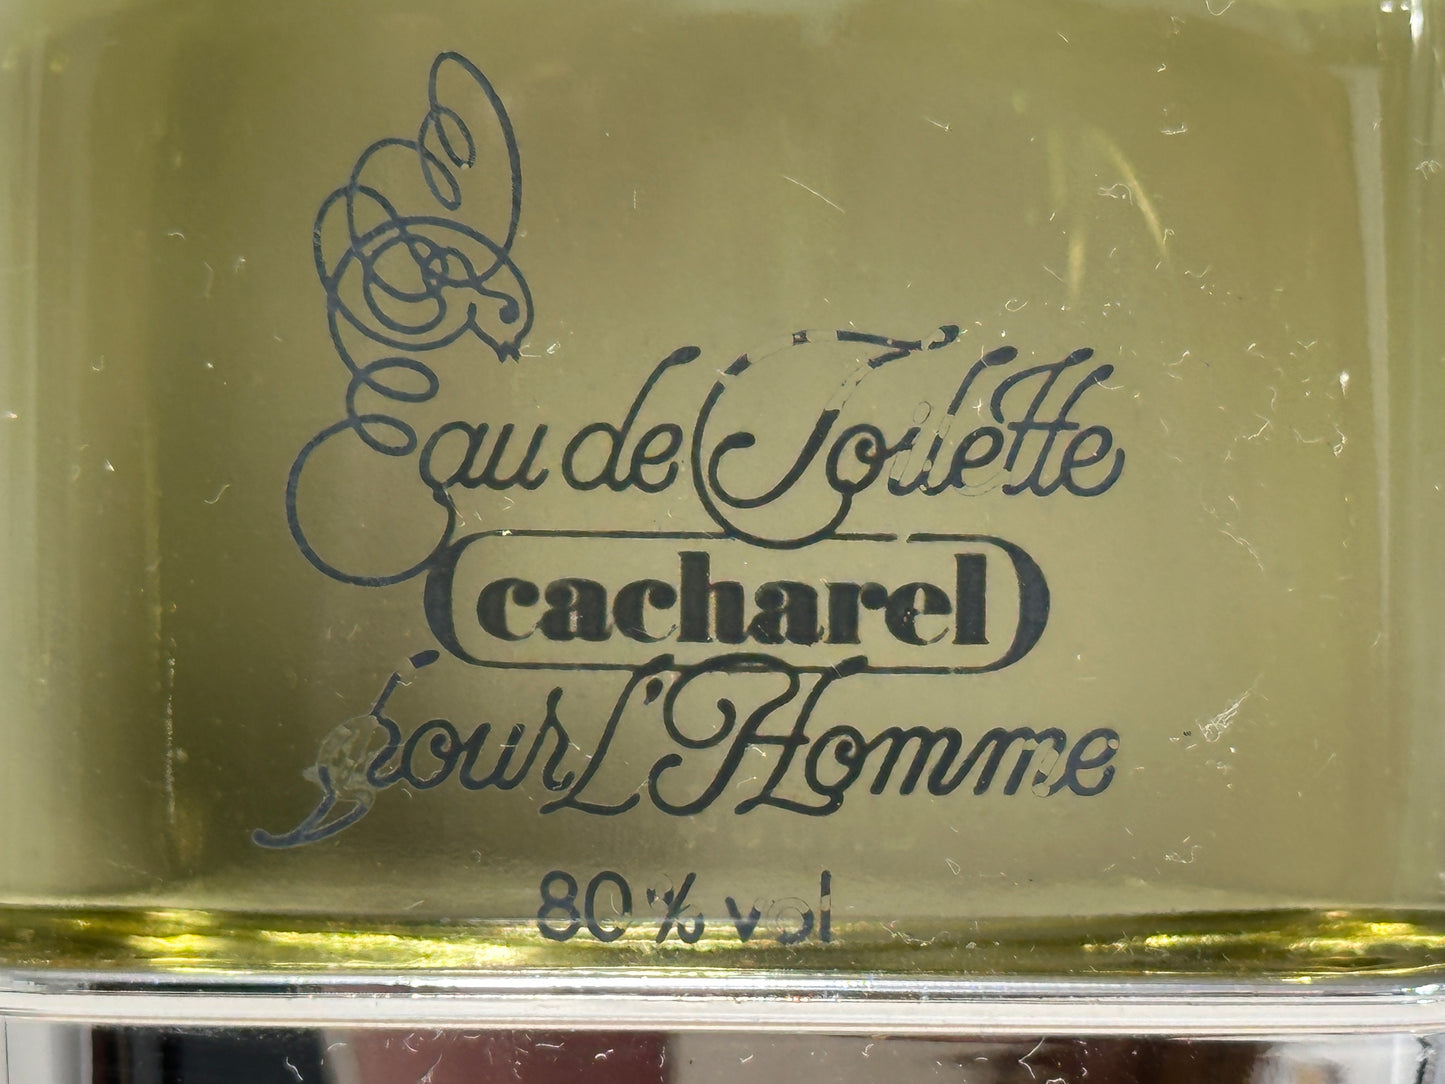 Eau de Toilette
cacharel
pour L'Homme
80% vol